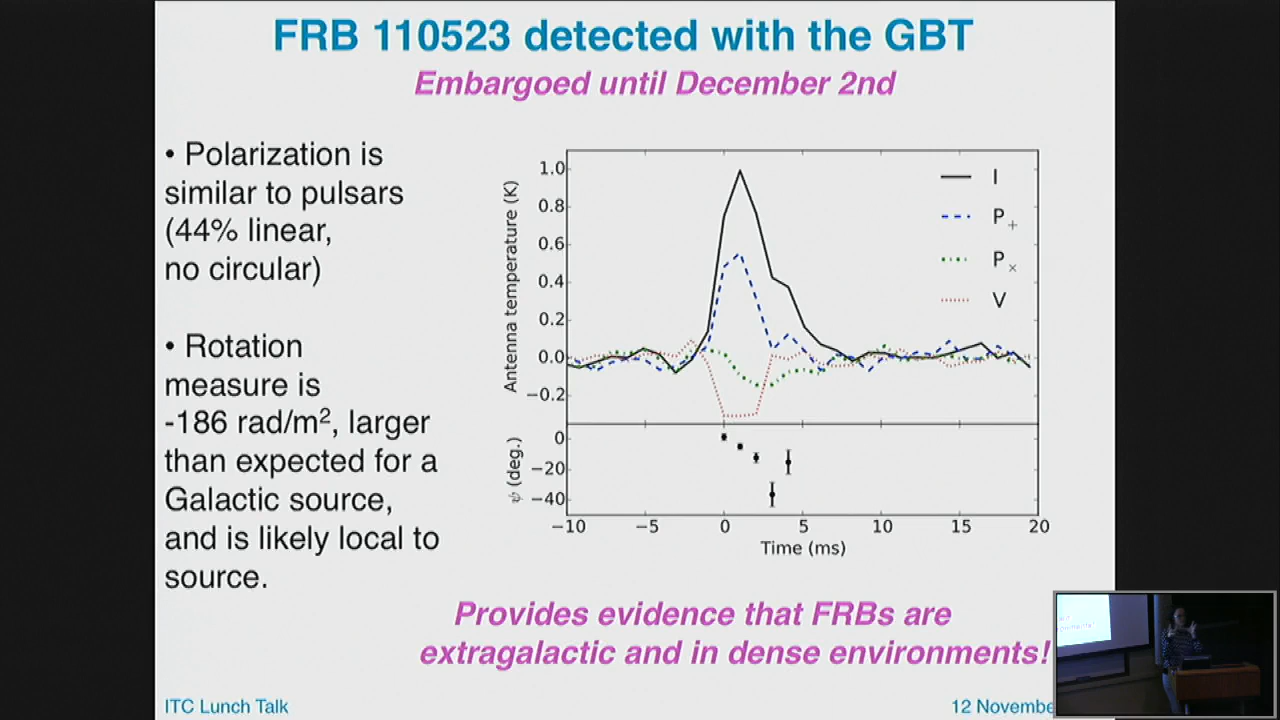 FRB 110523 detected with the GBT
Embargoed until December 2nd
• Polarization is
similar to pulsars
(44% linear,
no circular)
• Rotation
measure is
-186 rad/m², larger
than expected for a
Galactic source,
and is likely local to
source.
Antenna temperature (K)
1.0
0.8
0.6
0.4
0.2
0.0
−0.2
I
P₊
Pₓ
V
ψ (deg.)
0
−20
−40
−10 −5 0 5 10 15 20
Time (ms)
Provides evidence that FRBs are
extragalactic and in dense environments!
ITC Lunch Talk
12 Novembe